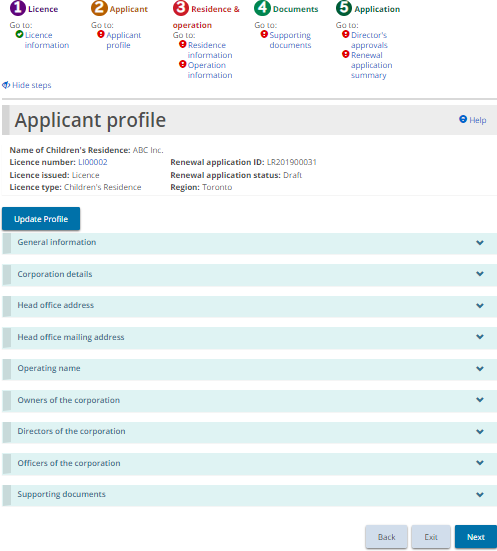 1 Licence
Go to:
Licence
information
2 Applicant
Go to:
Applicant
profile
3 Residence &
operation
Go to:
Residence
information
Operation
information
4 Documents
Go to:
Supporting
documents
5 Application
Go to:
Director's
approvals
Renewal
application
summary
Hide steps
Applicant profile
Help
Name of Children's Residence: ABC Inc.
Licence number: LI00002 Renewal application ID: LR201900031
Licence issued: Licence Renewal application status: Draft
Licence type: Children's Residence Region: Toronto
Update Profile
General information
Corporation details
Head office address
Head office mailing address
Operating name
Owners of the corporation
Directors of the corporation
Officers of the corporation
Supporting documents
Back Exit Next